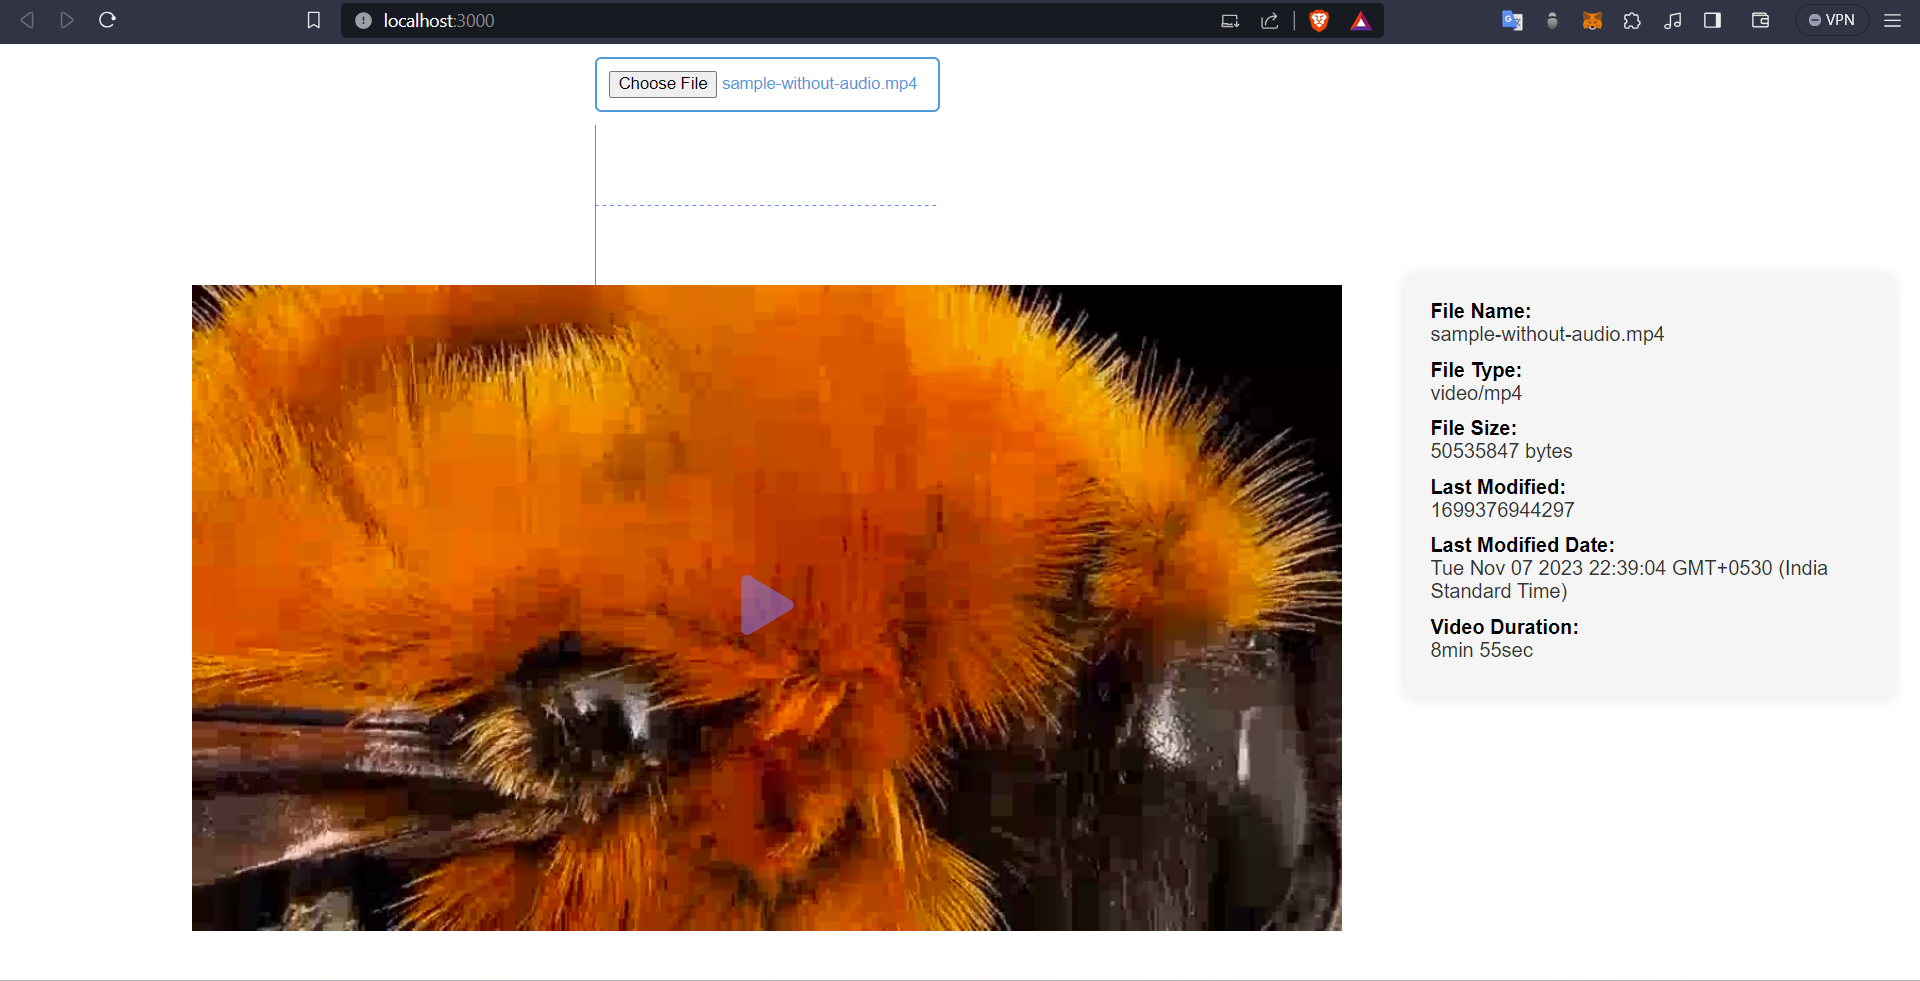 localhost:3000
VPN
Choose File sample-without-audio.mp4
File Name:
sample-without-audio.mp4
File Type:
video/mp4
File Size:
50535847 bytes
Last Modified:
1699376944297
Last Modified Date:
Tue Nov 07 2023 22:39:04 GMT+0530 (India
Standard Time)
Video Duration:
8min 55sec